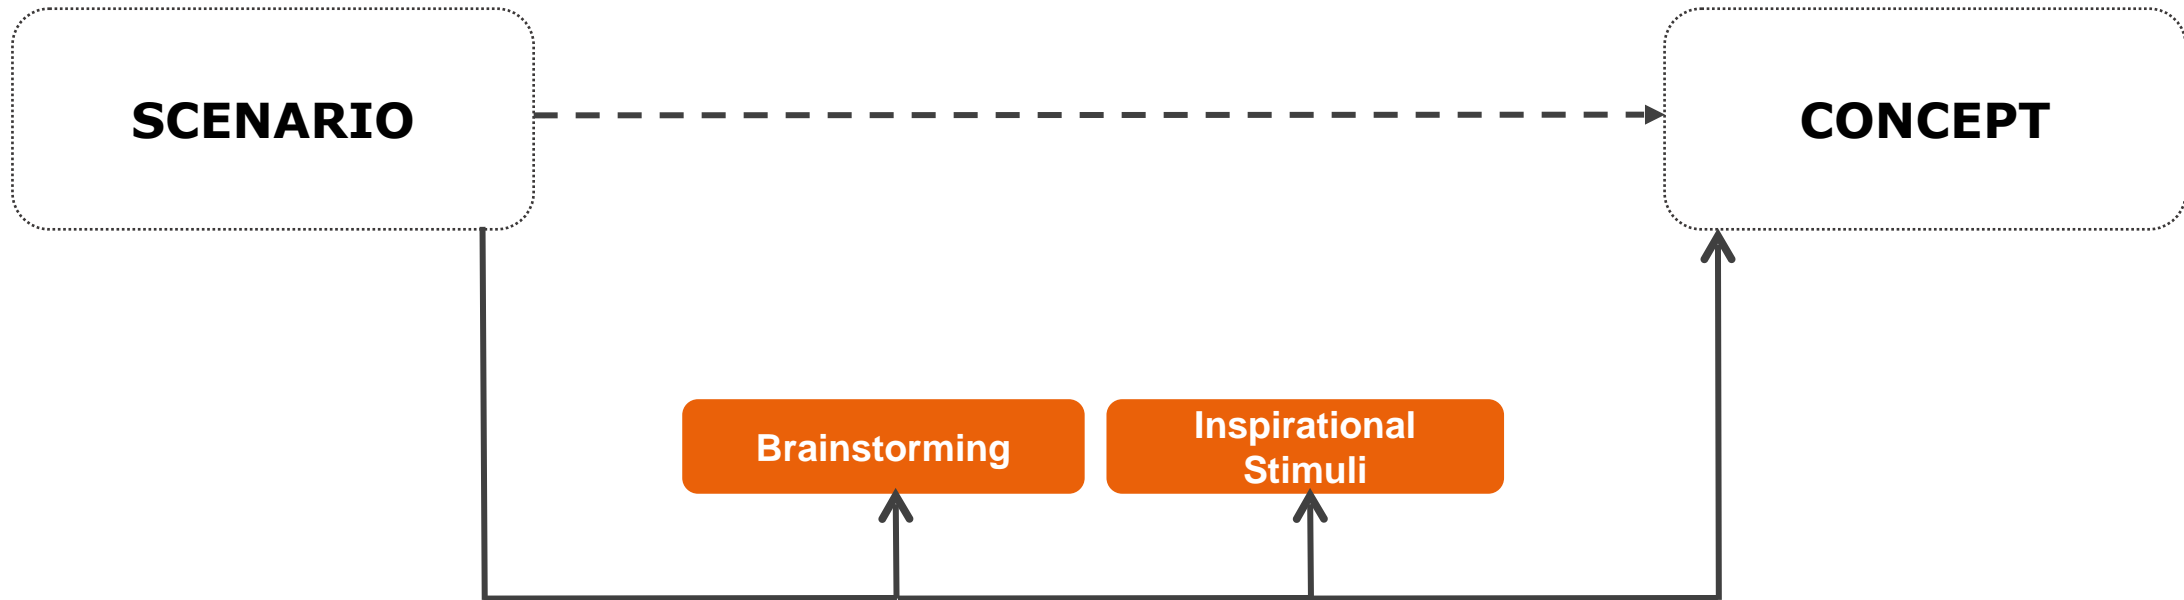 SCENARIO
CONCEPT
Brainstorming
Inspirational
Stimuli